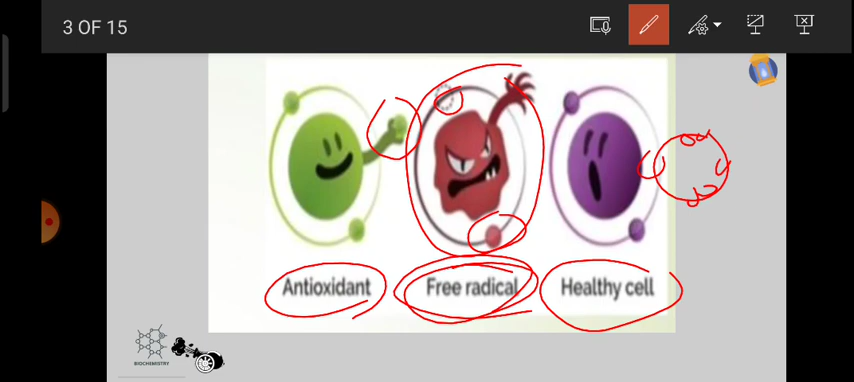 3 OF 15
Antioxidant
Free radical
Healthy cell
BIOCHEMISTRY